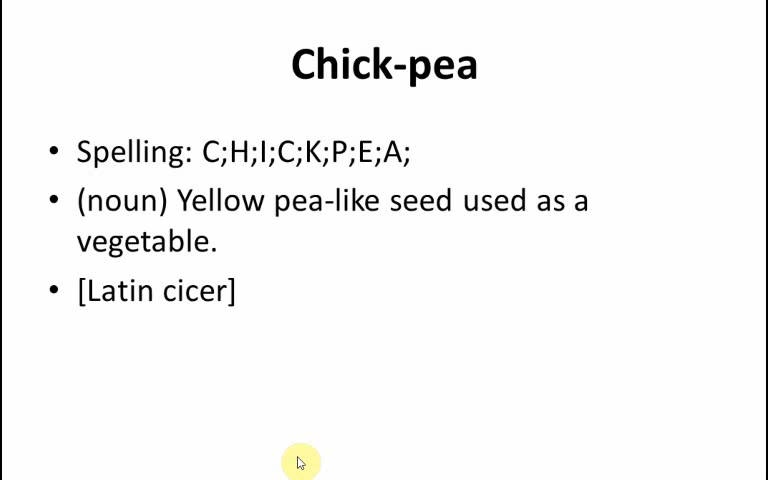 Chick-pea
• Spelling: C;H;I;C;K;P;E;A;
• (noun) Yellow pea-like seed used as a
vegetable.
• [Latin cicer]